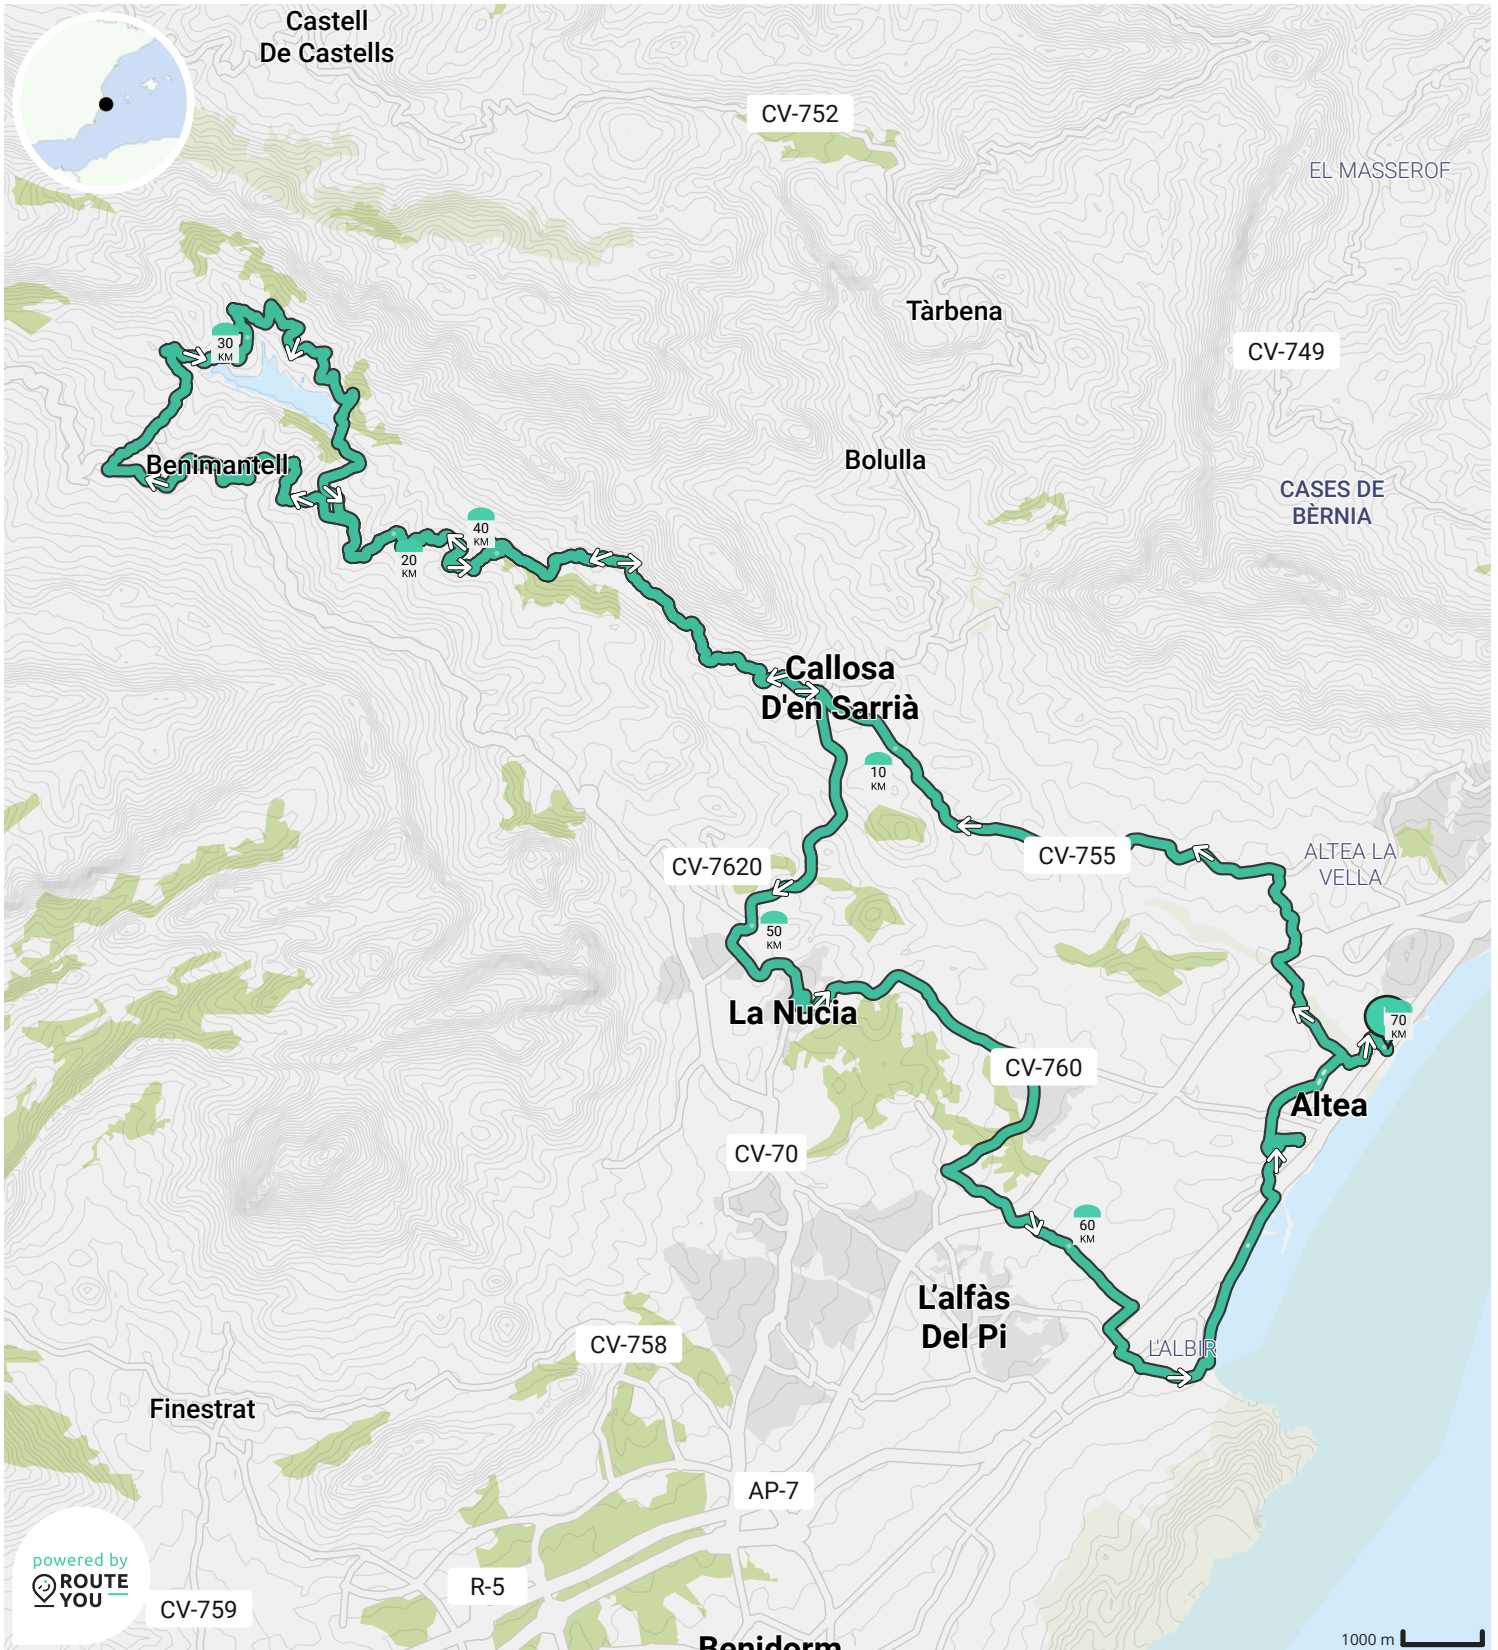 Castell
De Castells
CV-752
EL MASSEROF
Tàrbena
30
KM
CV-749
Benimantell
Bolulla
CASES DE
BÈRNIA
40
KM
20
KM
Callosa
D'en Sarrià
10
KM
CV-755
ALTEA LA
VELLA
CV-7620
50
KM
La Nucia
70
KM
CV-760
Altea
CV-70
60
KM
L'alfàs
Del Pi
L'ALBIR
CV-758
Finestrat
AP-7
powered by
ROUTE
YOU
R-5
CV-759
Benidorm
1000 m